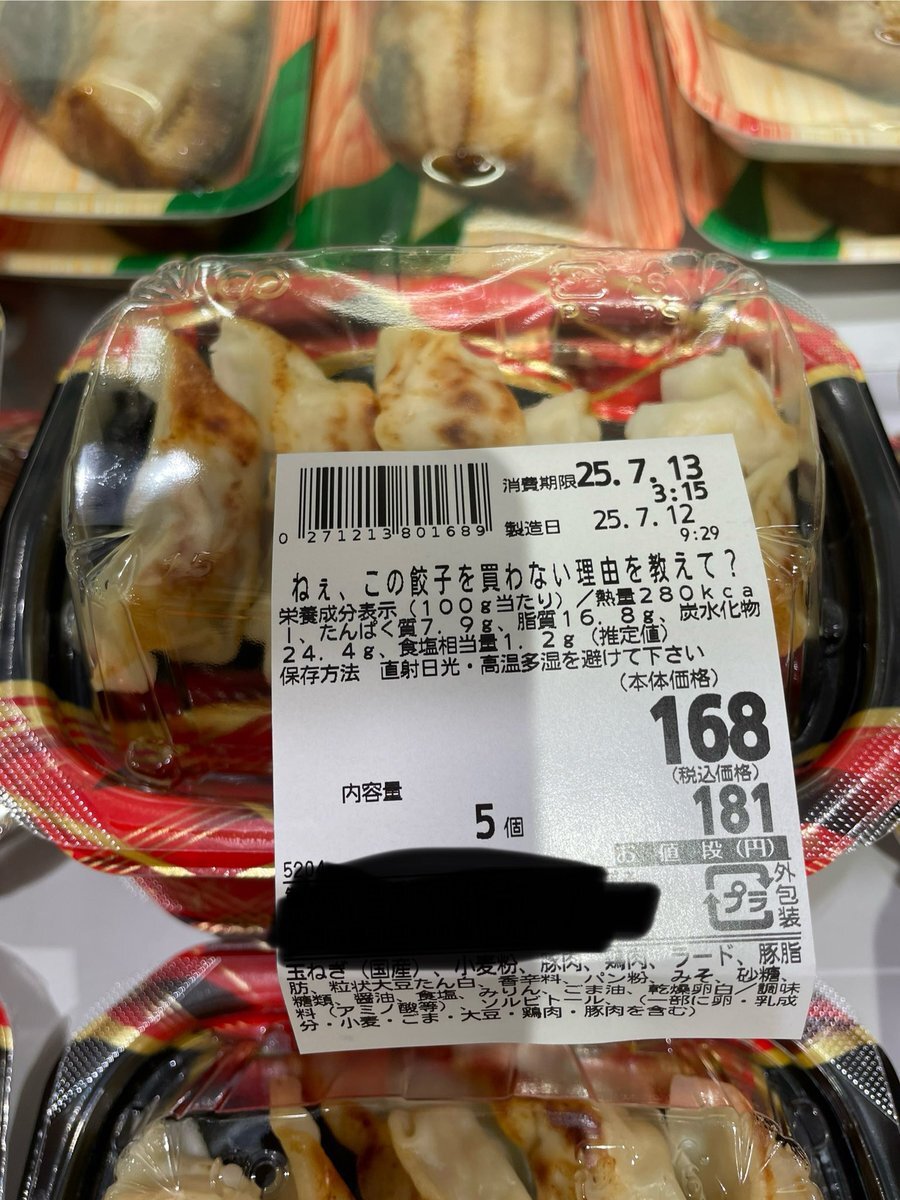 消費期限25.7.13
3:15
0 271213 801689
製造日 25.7.12
9:29
ねぇ、この餃子を買わない理由を教えて?
栄養成分表示(100g当たり)/熱量280kca
l、たんぱく質7.9g、脂質16.8g、炭水化物
24.4g、食塩相当量1.2g(推定値)
保存方法 直射日光・高温多湿を避けて下さい
(本体価格)
168
(税込価格)
181
内容量
5個
お値段(円)
5204
プラ
外包装
玉ねぎ(国産)、小麦粉、豚肉、鶏肉、ラード、豚脂
肪、粒状大豆たん白、香辛料、パン粉、みそ、砂糖、
糖類、醤油、食塩、みりん、ごま油、乾燥卵白/調味
料(アミノ酸等)、ソルビトール、(一部に卵・乳成
分・小麦・ごま・大豆・鶏肉・豚肉を含む)